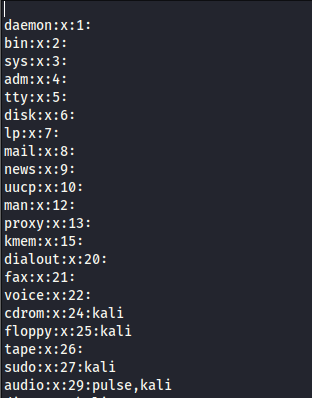 daemon:x:1:
bin:x:2:
sys:x:3:
adm:x:4:
tty:x:5:
disk:x:6:
lp:x:7:
mail:x:8:
news:x:9:
uucp:x:10:
man:x:12:
proxy:x:13:
kmem:x:15:
dialout:x:20:
fax:x:21:
voice:x:22:
cdrom:x:24:kali
floppy:x:25:kali
tape:x:26:
sudo:x:27:kali
audio:x:29:pulse,kali